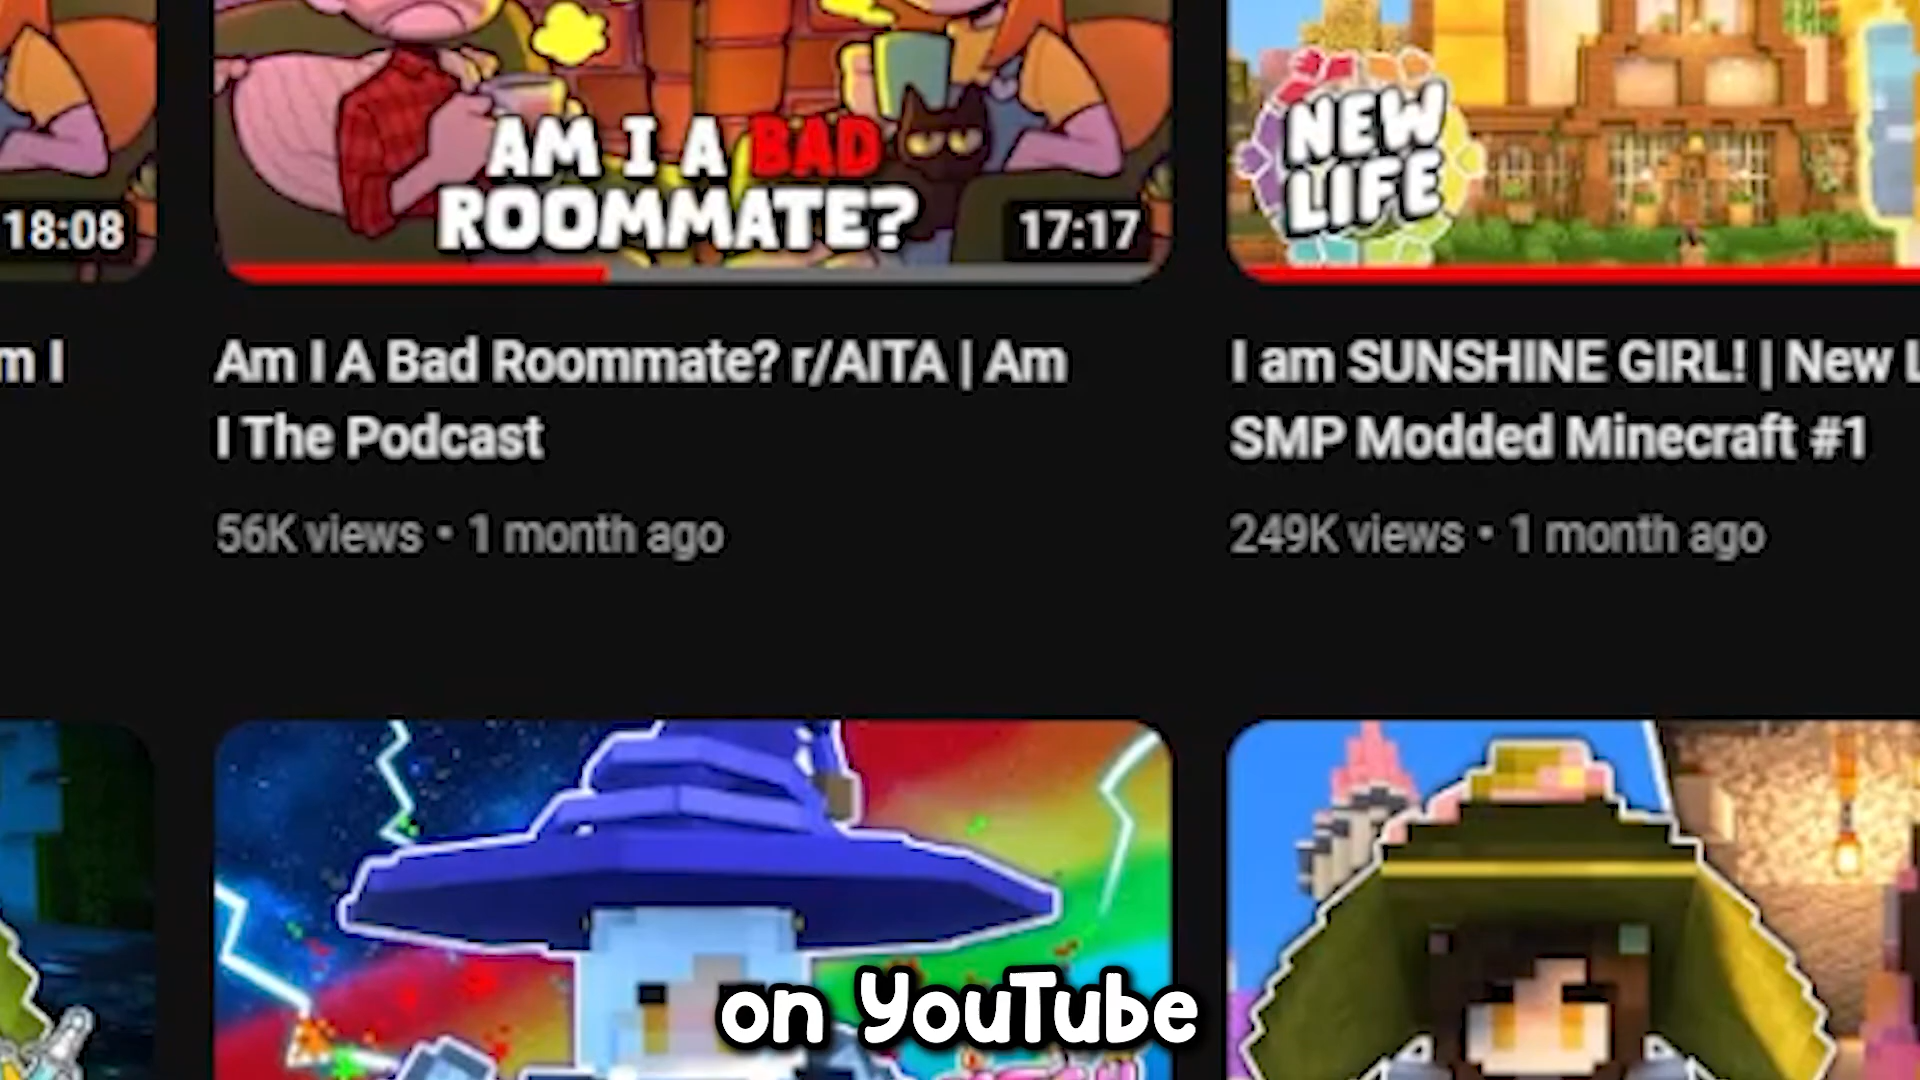 AM I A BAD
ROOMMATE?
NEW
LIFE
18:08
17:17
m I
Am I A Bad Roommate? r/AITA | Am
I The Podcast
56K views • 1 month ago
I am SUNSHINE GIRL! | New L
SMP Modded Minecraft #1
249K views • 1 month ago
on YouTube